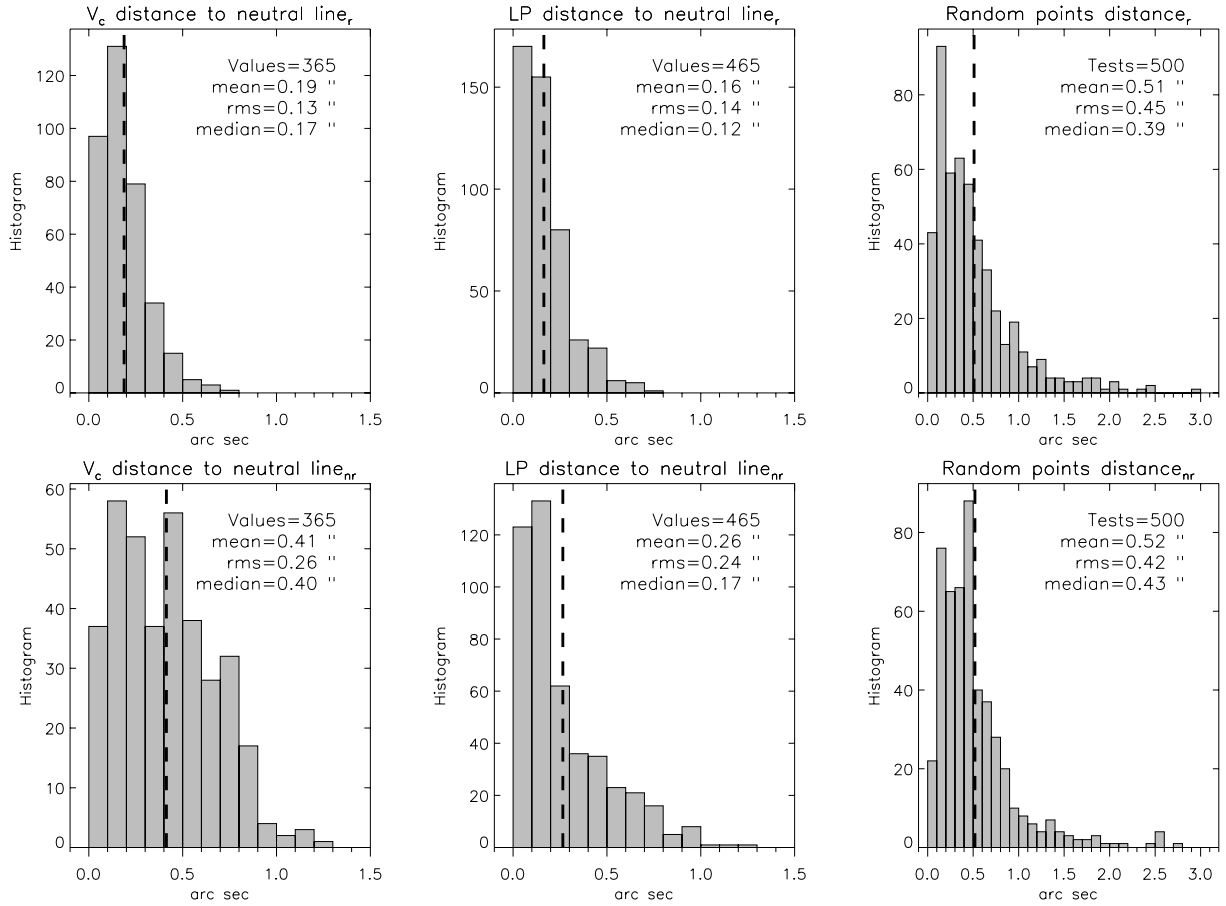 V_c distance to neutral line_r
Values=365
mean=0.19 "
rms=0.13 "
median=0.17 "
Histogram
120
100
80
60
40
20
0
0.0 0.5 1.0 1.5
arc sec
LP distance to neutral line_r
Values=465
mean=0.16 "
rms=0.14 "
median=0.12 "
Histogram
150
100
50
0
0.0 0.5 1.0 1.5
arc sec
Random points distance_r
Tests=500
mean=0.51 "
rms=0.45 "
median=0.39 "
Histogram
80
60
40
20
0
0.0 0.5 1.0 1.5 2.0 2.5 3.0
arc sec
V_c distance to neutral line_nr
Values=365
mean=0.41 "
rms=0.26 "
median=0.40 "
Histogram
60
50
40
30
20
10
0
0.0 0.5 1.0 1.5
arc sec
LP distance to neutral line_nr
Values=465
mean=0.26 "
rms=0.24 "
median=0.17 "
Histogram
120
100
80
60
40
20
0
0.0 0.5 1.0 1.5
arc sec
Random points distance_nr
Tests=500
mean=0.52 "
rms=0.42 "
median=0.43 "
Histogram
80
60
40
20
0
0.0 0.5 1.0 1.5 2.0 2.5 3.0
arc sec